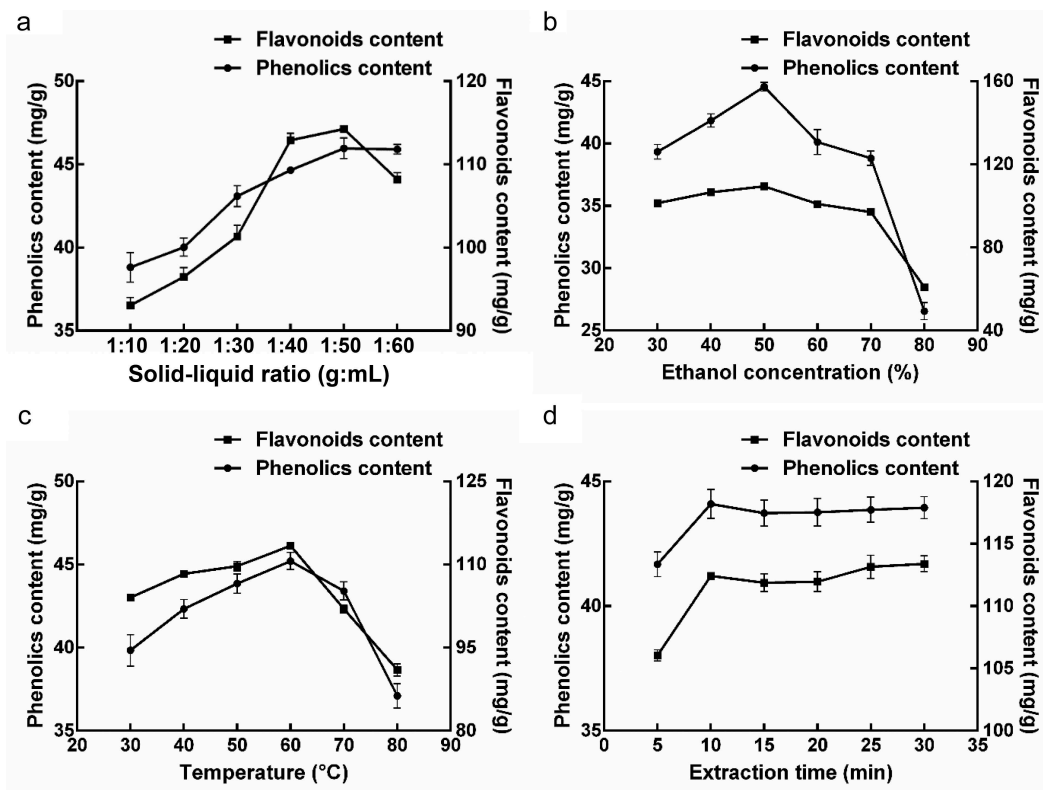 a
Flavonoids content
Phenolics content
Phenolics content (mg/g)
50
45
40
35
120
110
100
90
Flavonoids content (mg/g)
1:10 1:20 1:30 1:40 1:50 1:60
Solid-liquid ratio (g:mL)
b
Flavonoids content
Phenolics content
Phenolics content (mg/g)
45
40
35
30
25
160
120
80
40
Flavonoids content (mg/g)
20 30 40 50 60 70 80 90
Ethanol concentration (%)
c
Flavonoids content
Phenolics content
Phenolics content (mg/g)
50
45
40
35
125
110
95
80
Flavonoids content (mg/g)
20 30 40 50 60 70 80 90
Temperature (°C)
d
Flavonoids content
Phenolics content
Phenolics content (mg/g)
45
40
35
120
115
110
105
100
Flavonoids content (mg/g)
0 5 10 15 20 25 30 35
Extraction time (min)